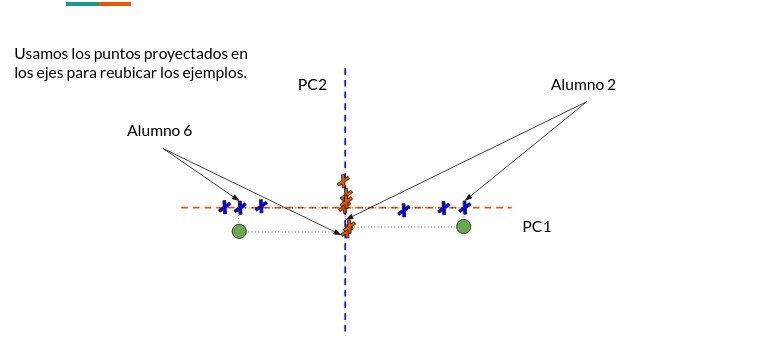 Usamos los puntos proyectados en
los ejes para reubicar los ejemplos.
PC2
Alumno 2
Alumno 6
PC1